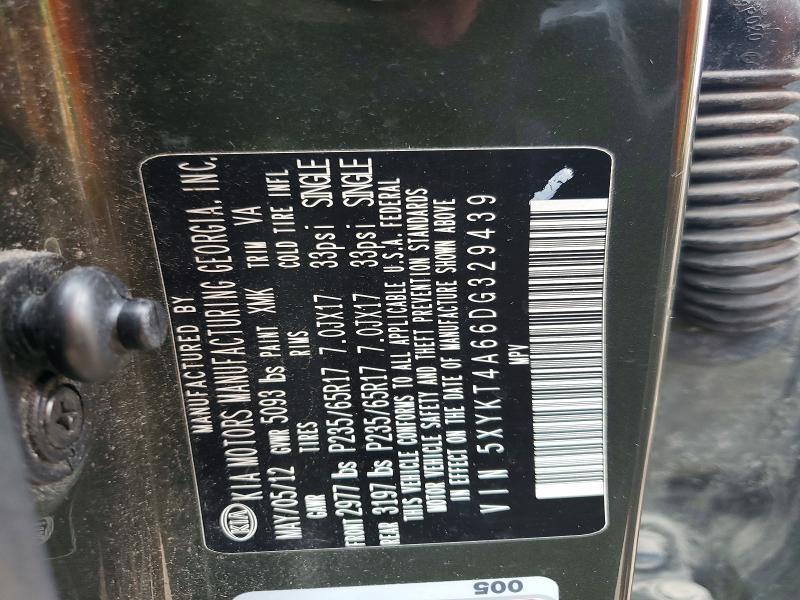 MANUFACTURED BY
KIA KIA MOTORS MANUFACTURING GEORGIA, INC.
MAY/05/12 GVWR 5093 lbs PAINT XMK TRIM VA
GAWR TIRES RIMS COLD TIRE INFL
FRONT 2977 lbs P235/65R17 7.0JX17 33psi SINGLE
REAR 3197 lbs P235/65R17 7.0JX17 33psi SINGLE
THIS VEHICLE CONFORMS TO ALL APPLICABLE U.S.A. FEDERAL
MOTOR VEHICLE SAFETY AND THEFT PREVENTION STANDARDS
IN EFFECT ON THE DATE OF MANUFACTURE SHOWN ABOVE
VIN 5XYKT4A66DG329439
MPV
005